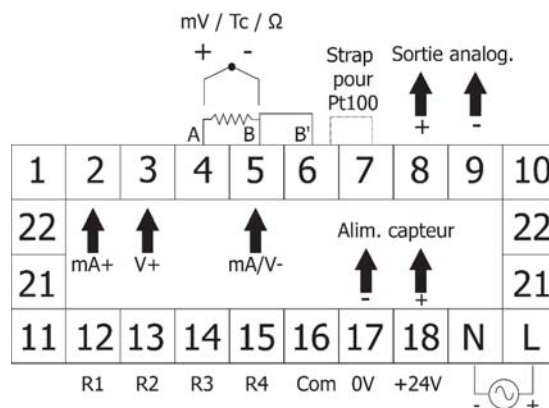 mV / Tc / Ω
+ -
Strap pour Pt100
Sortie analog.
+ -
A B B'
1 2 3 4 5 6 7 8 9 10
22 22
mA+ V+ mA/V-
Alim. capteur
- +
21 21
11 12 13 14 15 16 17 18 N L
R1 R2 R3 R4 Com 0V +24V
- +